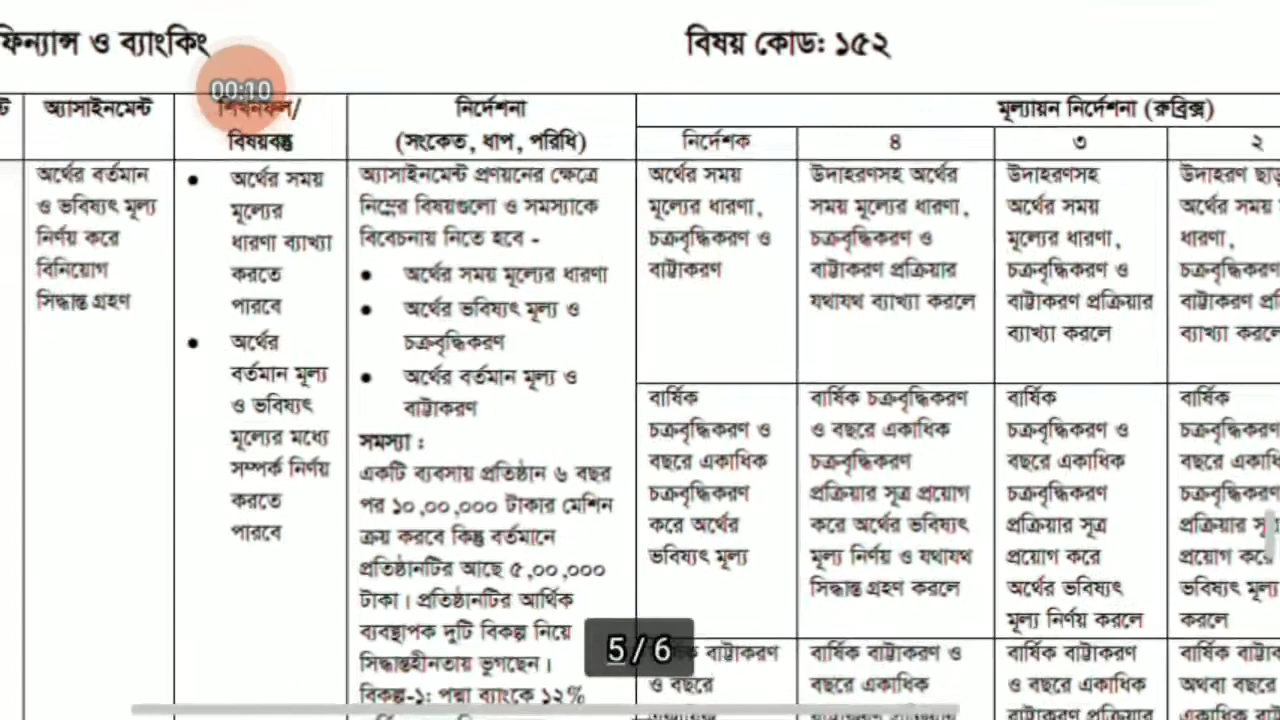 ফিন্যান্স ও ব্যাংকিং
বিষয় কোড: ১৫২
00:10
অ্যাসাইনমেন্ট
শিখনফল/
বিষয়বস্তু
নির্দেশনা
(সংকেত, ধাপ, পরিধি)
মূল্যায়ন নির্দেশনা (রুব্রিক্স)
নির্দেশক
৪
৩
২
অর্থের বর্তমান
ও ভবিষ্যৎ মূল্য
নির্ণয় করে
বিনিয়োগ
সিদ্ধান্ত গ্রহণ
• অর্থের সময়
মূল্যের
ধারণা ব্যাখ্যা
করতে
পারবে
• অর্থের
বর্তমান মূল্য
ও ভবিষ্যৎ
মূল্যের মধ্যে
সম্পর্ক নির্ণয়
করতে
পারবে
অ্যাসাইনমেন্ট প্রণয়নের ক্ষেত্রে
নিম্নের বিষয়গুলো ও সমস্যাকে
বিবেচনায় নিতে হবে -
• অর্থের সময় মূল্যের ধারণা
• অর্থের ভবিষ্যৎ মূল্য ও
চক্রবৃদ্ধিকরণ
• অর্থের বর্তমান মূল্য ও
বাট্টাকরণ
সমস্যা :
একটি ব্যবসায় প্রতিষ্ঠান ৬ বছর
পর ১০,০০,০০০ টাকার মেশিন
ক্রয় করবে কিন্তু বর্তমানে
প্রতিষ্ঠানটির আছে ৫,০০,০০০
টাকা। প্রতিষ্ঠানটির আর্থিক
ব্যবস্থাপক দুটি বিকল্প নিয়ে
সিদ্ধান্তহীনতায় ভুগছেন।
বিকল্প-১: পদ্মা ব্যাংকে ১২%
অর্থের সময়
মূল্যের ধারণা,
চক্রবৃদ্ধিকরণ ও
বাট্টাকরণ
উদাহরণসহ অর্থের
সময় মূল্যের ধারণা,
চক্রবৃদ্ধিকরণ ও
বাট্টাকরণ প্রক্রিয়ার
যথাযথ ব্যাখ্যা করলে
উদাহরণসহ
অর্থের সময়
মূল্যের ধারণা,
চক্রবৃদ্ধিকরণ ও
বাট্টাকরণ প্রক্রিয়ার
ব্যাখ্যা করলে
উদাহরণ
অর্থের সময়
ধারণা,
চক্রবৃদ্ধিকরণ
বাট্টাকরণ
ব্যাখ্যা করলে
বার্ষিক
চক্রবৃদ্ধিকরণ ও
বছরে একাধিক
চক্রবৃদ্ধিকরণ
করে অর্থের
ভবিষ্যৎ মূল্য
বার্ষিক চক্রবৃদ্ধিকরণ
ও বছরে একাধিক
চক্রবৃদ্ধিকরণ
প্রক্রিয়ার সূত্র প্রয়োগ
করে অর্থের ভবিষ্যৎ
মূল্য নির্ণয় ও যথাযথ
সিদ্ধান্ত গ্রহণ করলে
বার্ষিক
চক্রবৃদ্ধিকরণ ও
বছরে একাধিক
চক্রবৃদ্ধিকরণ
প্রক্রিয়ার সূত্র
প্রয়োগ করে
অর্থের ভবিষ্যৎ
মূল্য নির্ণয় করলে
বার্ষিক
চক্রবৃদ্ধিকরণ
বছরে
চক্রবৃদ্ধিকরণ
প্রক্রিয়ার
প্রয়োগ করে
ভবিষ্যৎ মূল্য
করলে
5 / 6
বাট্টাকরণ
ও বছরে
বার্ষিক বাট্টাকরণ ও
বছরে একাধিক
বার্ষিক বাট্টাকরণ
ও বছরে একাধিক
বার্ষিক
অথবা বছরে